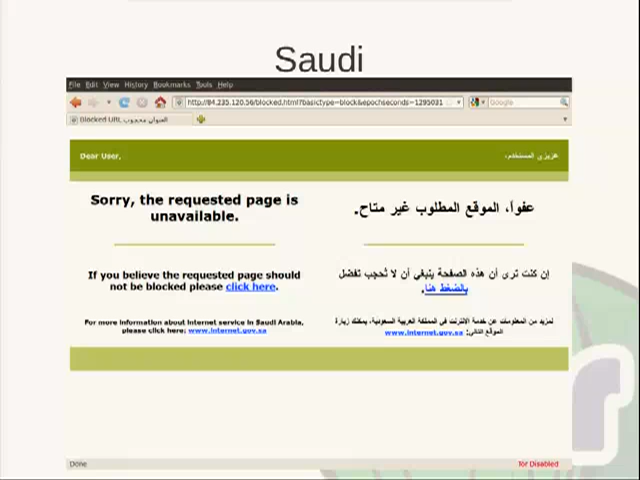 Saudi
File Edit View History Bookmarks Tools Help
http://84.235.120.56/blocked.html?basictype=block&epochseconds=1295031
Google
Blocked URL العنوان محجوب
Dear User,
عزيزي المستخدم،
Sorry, the requested page is
unavailable.
عفواً، الموقع المطلوب غير متاح.
If you believe the requested page should
not be blocked please click here.
إن كنت ترى أن هذه الصفحة ينبغي أن لا تُحجب تفضل
بالضغط هنا.
For more information about internet service in Saudi Arabia,
please click here: www.internet.gov.sa
لمزيد من المعلومات عن خدمة الإنترنت في المملكة العربية السعودية، يمكنك زيارة
الموقع التالي: www.internet.gov.sa
Done
Tor Disabled